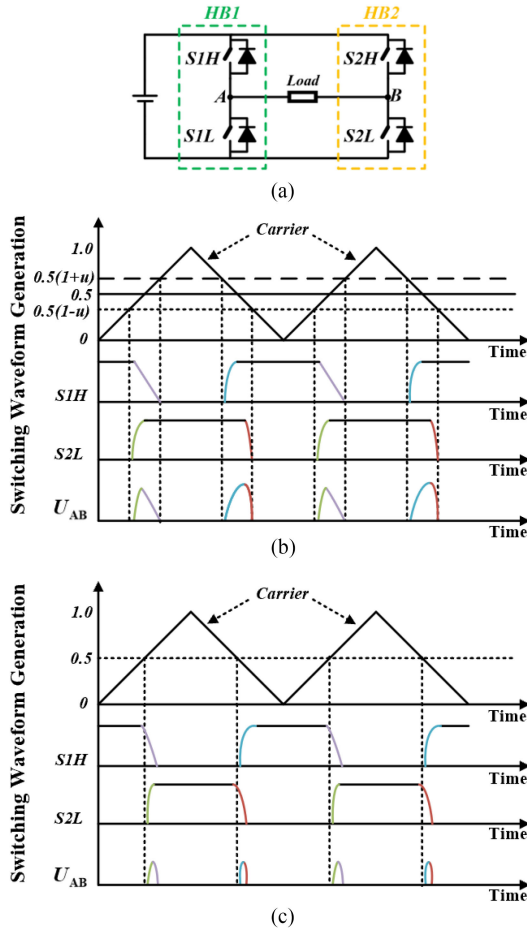 HB1 HB2
S1H S2H
Load
A B
S1L S2L
(a)
Switching Waveform Generation
Carrier
1.0
0.5(1+u)
0.5
0.5(1-u)
0
Time
S1H
Time
S2L
Time
UAB
Time
(b)
Switching Waveform Generation
Carrier
1.0
0.5
0
Time
S1H
Time
S2L
Time
UAB
Time
(c)